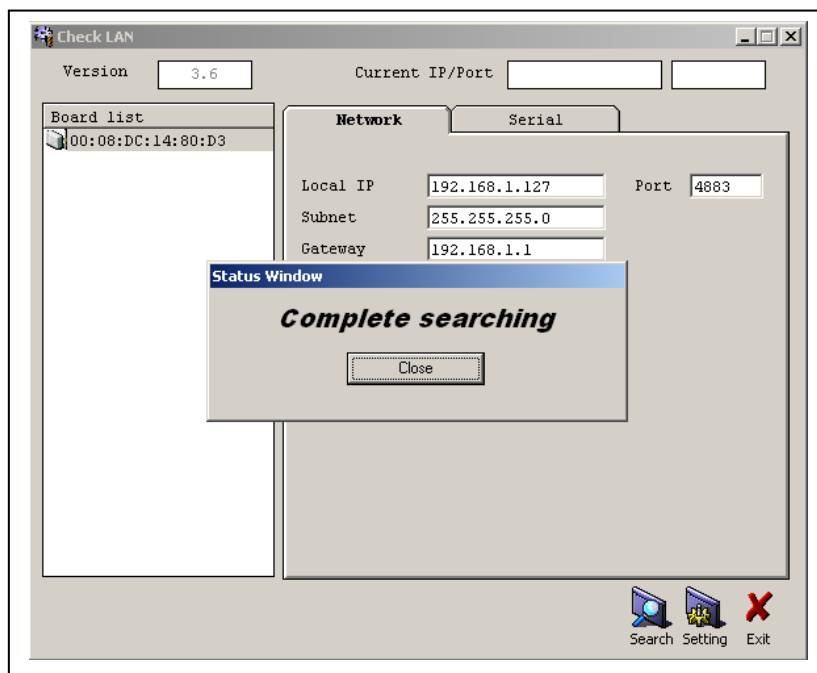 Check LAN
Version 3.6 Current IP/Port
Board list
00:08:DC:14:80:D3
Network Serial
Local IP 192.168.1.127 Port 4883
Subnet 255.255.255.0
Gateway 192.168.1.1
Status Window
Complete searching
Close
Search Setting Exit